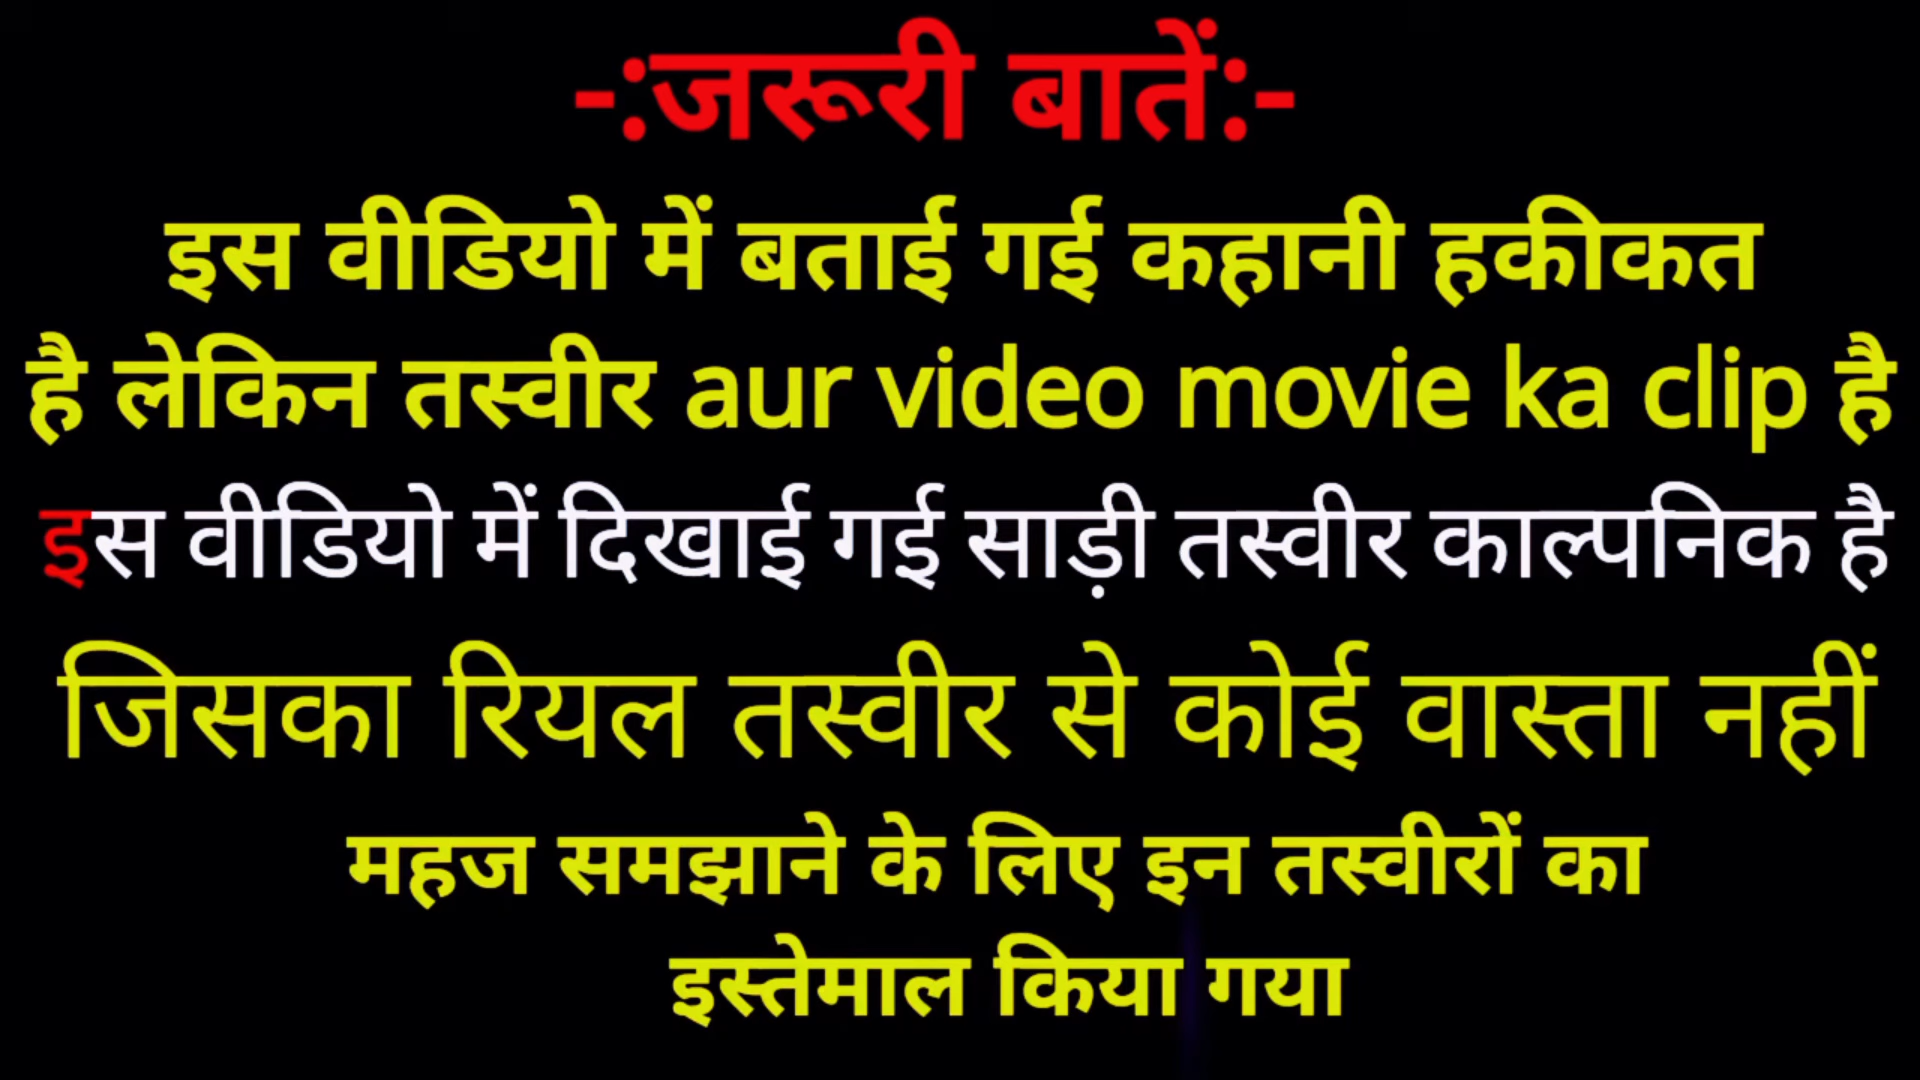 -:जरूरी बातें:-
इस वीडियो में बताई गई कहानी हकीकत
है लेकिन तस्वीर aur video movie ka clip है
इस वीडियो में दिखाई गई साड़ी तस्वीर काल्पनिक है
जिसका रियल तस्वीर से कोई वास्ता नहीं
महज समझाने के लिए इन तस्वीरों का
इस्तेमाल किया गया